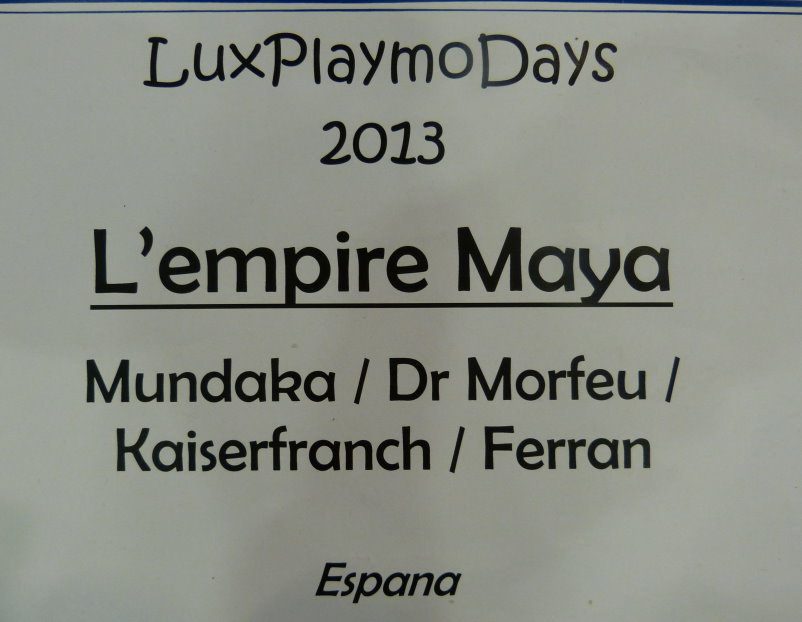 LuxPlaymoDays
2013
L'empire Maya
Mundaka / Dr Morfeu /
Kaiserfranch / Ferran
Espana